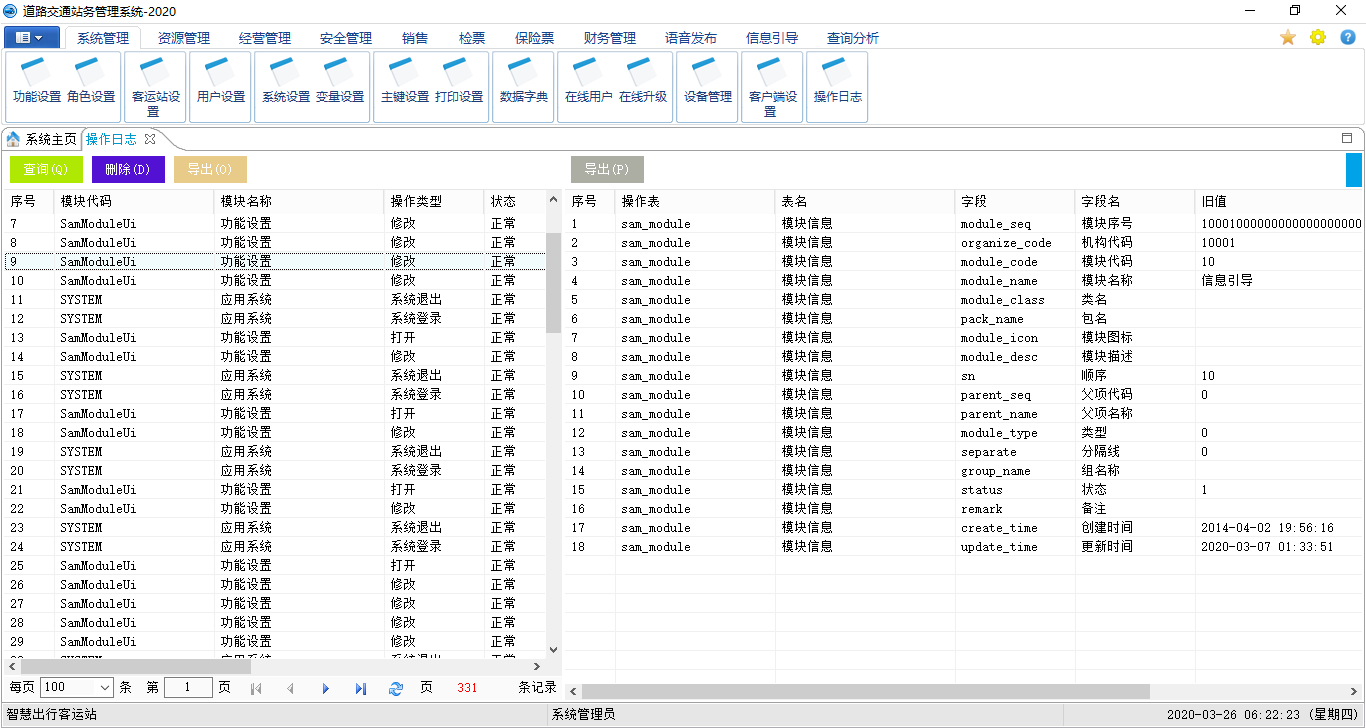 道路交通站务管理系统-2020
系统管理 资源管理 经营管理 安全管理 销售 检票 保险票 财务管理 语音发布 信息引导 查询分析
功能设置 角色设置 客运站设置 用户设置 系统设置 变量设置 主键设置 打印设置 数据字典 在线用户 在线升级 设备管理 客户端设置 操作日志
系统主页 操作日志
查询(Q) 删除(D) 导出(O) 导出(P)
序号 模块代码 模块名称 操作类型 状态 序号 操作表 表名 字段 字段名 旧值
7 SamModuleUi 功能设置 修改 正常 1 sam_module 模块信息 module_seq 模块序号
8 SamModuleUi 功能设置 修改 正常 2 sam_module 模块信息 organize_code 机构代码 10001
9 SamModuleUi 功能设置 修改 正常 3 sam_module 模块信息 module_code 模块代码 10
10 SamModuleUi 功能设置 修改 正常 4 sam_module 模块信息 module_name 模块名称 信息引导
11 SYSTEM 应用系统 系统退出 正常 5 sam_module 模块信息 module_class 类名
12 SYSTEM 应用系统 系统登录 正常 6 sam_module 模块信息 pack_name 包名
13 SamModuleUi 功能设置 打开 正常 7 sam_module 模块信息 module_icon 模块图标
14 SamModuleUi 功能设置 修改 正常 8 sam_module 模块信息 module_desc 模块描述
15 SYSTEM 应用系统 系统退出 正常 9 sam_module 模块信息 sn 顺序 10
16 SYSTEM 应用系统 系统登录 正常 10 sam_module 模块信息 parent_seq 父项代码 0
17 SamModuleUi 功能设置 打开 正常 11 sam_module 模块信息 parent_name 父项名称
18 SamModuleUi 功能设置 修改 正常 12 sam_module 模块信息 module_type 类型 0
19 SYSTEM 应用系统 系统退出 正常 13 sam_module 模块信息 separate 分隔线 0
20 SYSTEM 应用系统 系统登录 正常 14 sam_module 模块信息 group_name 组名称
21 SamModuleUi 功能设置 打开 正常 15 sam_module 模块信息 status 状态 1
22 SamModuleUi 功能设置 修改 正常 16 sam_module 模块信息 remark 备注
23 SYSTEM 应用系统 系统退出 正常 17 sam_module 模块信息 create_time 创建时间 2014-04-02 19:56:16
24 SYSTEM 应用系统 系统登录 正常 18 sam_module 模块信息 update_time 更新时间 2020-03-07 01:33:51
25 SamModuleUi 功能设置 打开 正常
26 SamModuleUi 功能设置 修改 正常
27 SamModuleUi 功能设置 修改 正常
28 SamModuleUi 功能设置 修改 正常
29 SamModuleUi 功能设置 修改 正常
每页 100 条 第 1 页 页 331 条记录
智慧出行客运站 系统管理员 2020-03-26 06:22:23 (星期四)